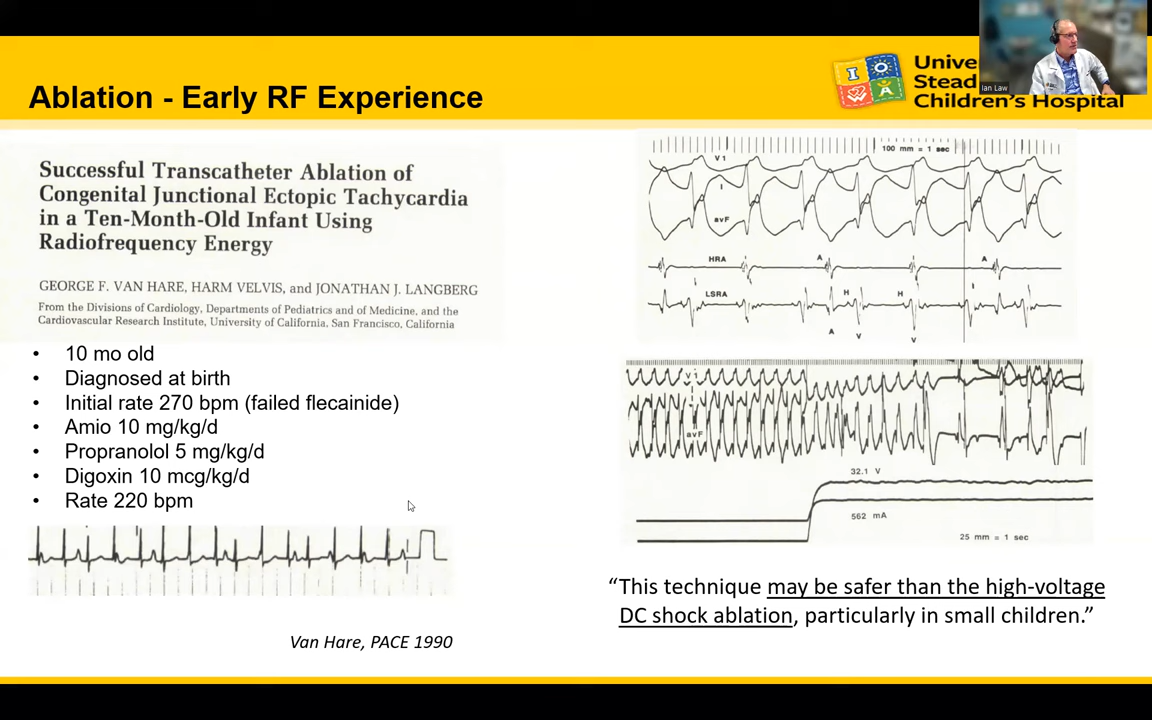 Ablation - Early RF Experience
Unive
Stead
Children's Hospital
I
W
A
Ian Law
Successful Transcatheter Ablation of
Congenital Junctional Ectopic Tachycardia
in a Ten-Month-Old Infant Using
Radiofrequency Energy
GEORGE F. VAN HARE, HARM VELVIS, and JONATHAN J. LANGBERG
From the Divisions of Cardiology, Departments of Pediatrics and of Medicine, and the
Cardiovascular Research Institute, University of California, San Francisco, California
• 10 mo old
• Diagnosed at birth
• Initial rate 270 bpm (failed flecainide)
• Amio 10 mg/kg/d
• Propranolol 5 mg/kg/d
• Digoxin 10 mcg/kg/d
• Rate 220 bpm
Van Hare, PACE 1990
100 mm = 1 sec
V1
I
avF
HRA
A
A
LSRA
H
H
A
V
V
V1
I
avF
32.1 V
562 mA
25 mm = 1 sec
“This technique may be safer than the high-voltage
DC shock ablation, particularly in small children.”